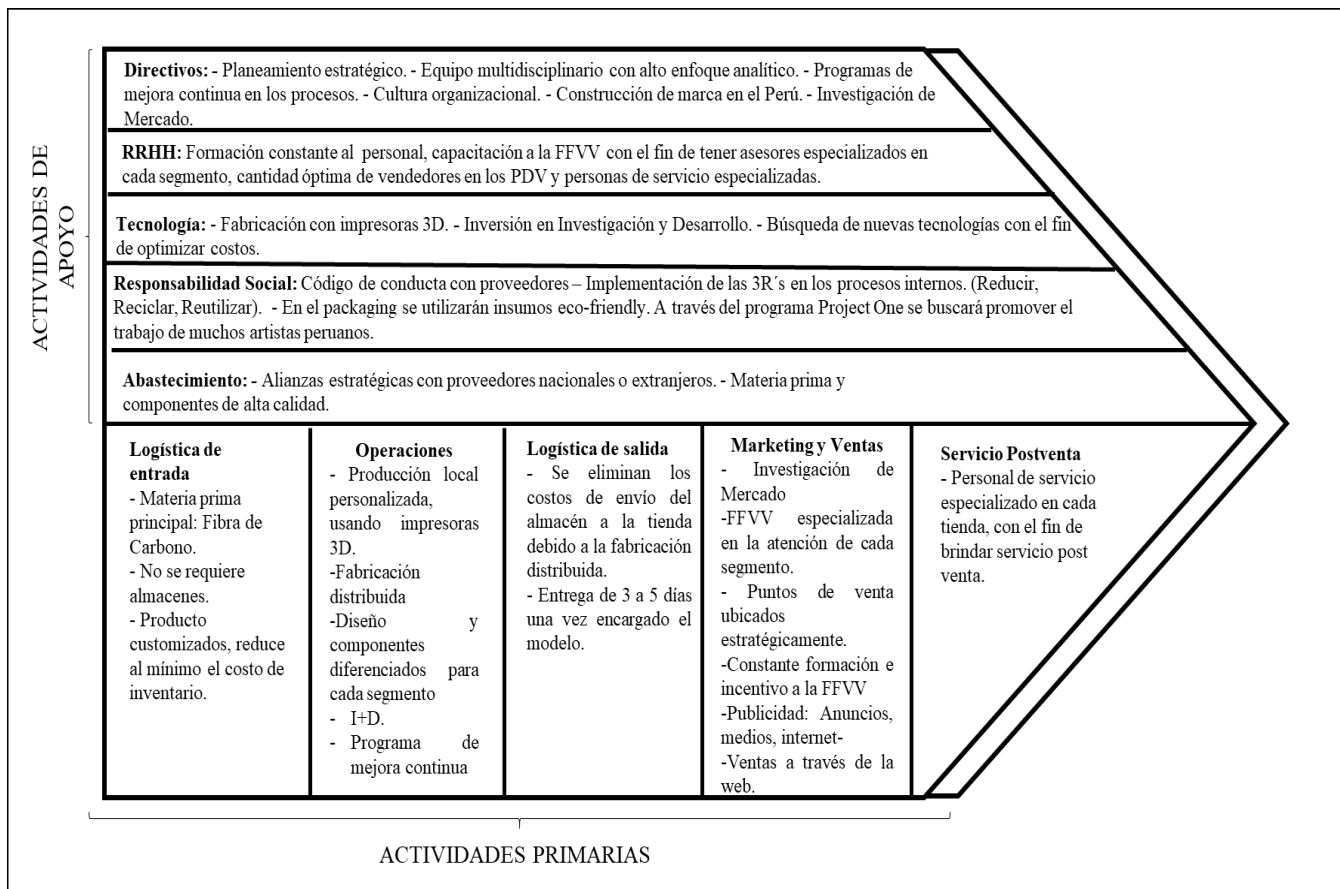 ACTIVIDADES DE
APOYO
Directivos: - Planeamiento estratégico. - Equipo multidisciplinario con alto enfoque analítico. - Programas de
mejora continua en los procesos. - Cultura organizacional. - Construcción de marca en el Perú. - Investigación de
Mercado.
RRHH: Formación constante al personal, capacitación a la FFVV con el fin de tener asesores especializados en
cada segmento, cantidad óptima de vendedores en los PDV y personas de servicio especializadas.
Tecnología: - Fabricación con impresoras 3D. - Inversión en Investigación y Desarrollo. - Búsqueda de nuevas tecnologías con el fin
de optimizar costos.
Responsabilidad Social: Código de conducta con proveedores – Implementación de las 3R´s en los procesos internos. (Reducir,
Reciclar, Reutilizar). - En el packaging se utilizarán insumos eco-friendly. A través del programa Project One se buscará promover el
trabajo de muchos artistas peruanos.
Abastecimiento: - Alianzas estratégicas con proveedores nacionales o extranjeros. - Materia prima y
componentes de alta calidad.
Logística de
entrada
- Materia prima
principal: Fibra de
Carbono.
- No se requiere
almacenes.
- Producto
customizados, reduce
al mínimo el costo de
inventario.
Operaciones
- Producción local
personalizada,
usando impresoras
3D.
-Fabricación
distribuida
-Diseño y
componentes
diferenciados para
cada segmento
- I+D.
- Programa de
mejora continua
Logística de salida
- Se eliminan los
costos de envío del
almacén a la tienda
debido a la fabricación
distribuida.
- Entrega de 3 a 5 días
una vez encargado el
modelo.
Marketing y Ventas
- Investigación de
Mercado
-FFVV especializada
en la atención de cada
segmento.
- Puntos de venta
ubicados
estratégicamente.
-Constante formación e
incentivo a la FFVV
-Publicidad: Anuncios,
medios, internet-
-Ventas a través de la
web.
Servicio Postventa
- Personal de servicio
especializado en cada
tienda, con el fin de
brindar servicio post
venta.
ACTIVIDADES PRIMARIAS